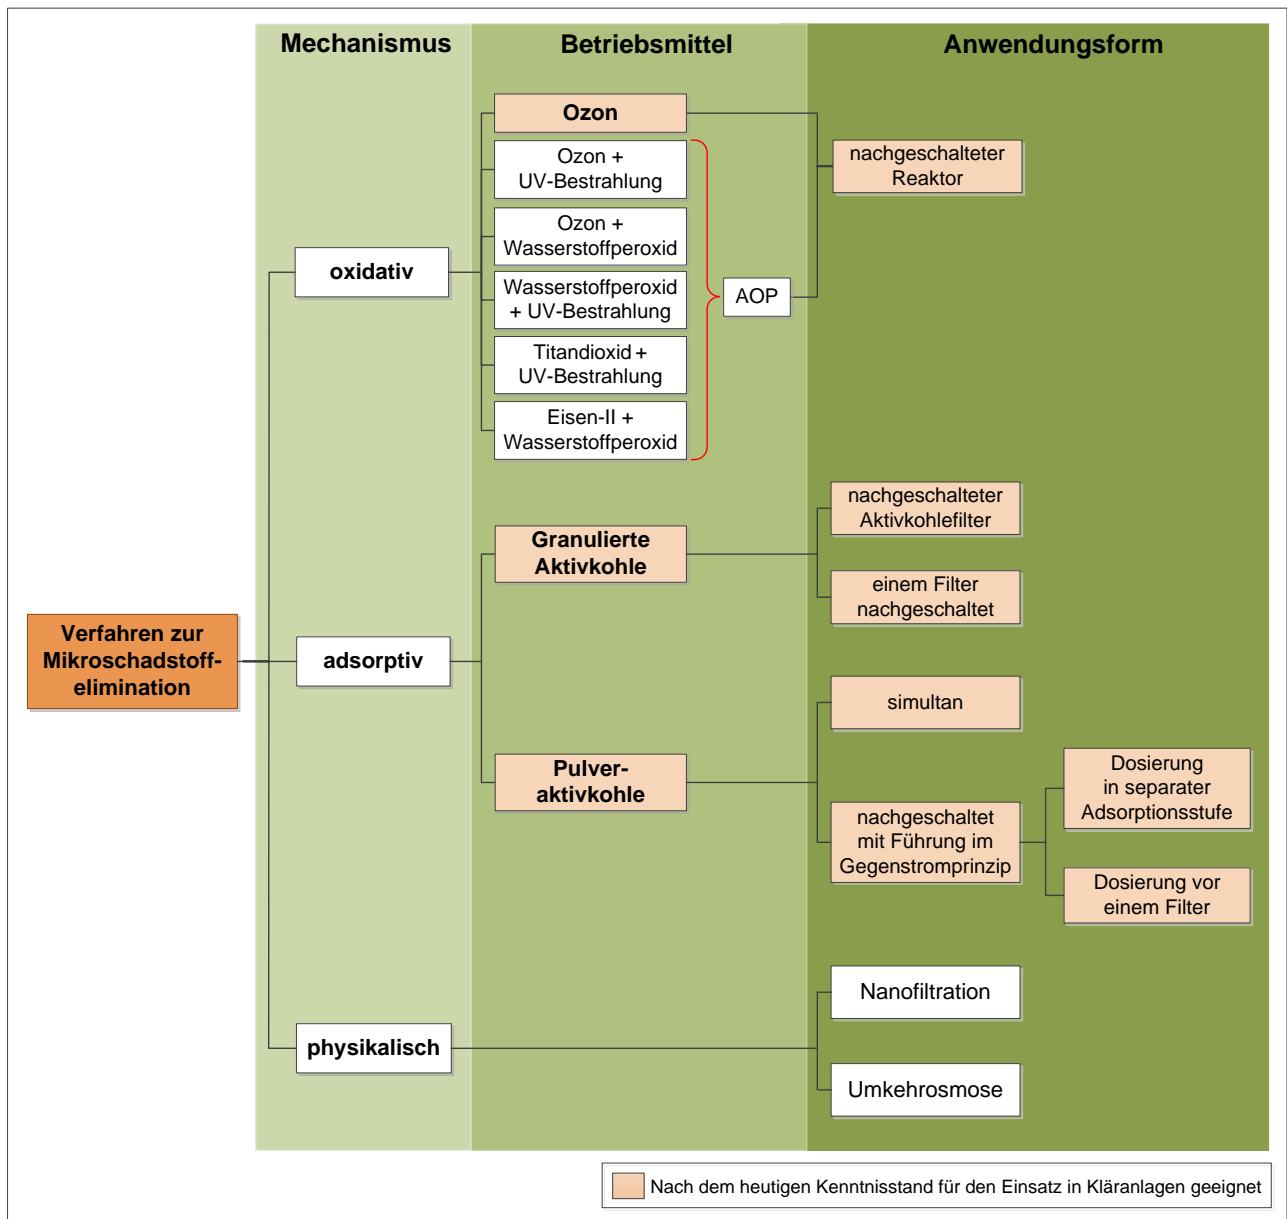 Mechanismus
Betriebsmittel
Anwendungsform
Ozon
Ozon +
UV-Bestrahlung
Ozon +
Wasserstoffperoxid
Wasserstoffperoxid
+ UV-Bestrahlung
Titandioxid +
UV-Bestrahlung
Eisen-II +
Wasserstoffperoxid
AOP
nachgeschalteter
Reaktor
oxidativ
nachgeschalteter
Aktivkohlefilter
Granulierte
Aktivkohle
einem Filter
nachgeschaltet
Verfahren zur
Mikroschadstoff-
elimination
adsorptiv
simultan
Pulver-
aktivkohle
nachgeschaltet
mit Führung im
Gegenstromprinzip
Dosierung
in separater
Adsorptionsstufe
Dosierung vor
einem Filter
physikalisch
Nanofiltration
Umkehrosmose
Nach dem heutigen Kenntnisstand für den Einsatz in Kläranlagen geeignet